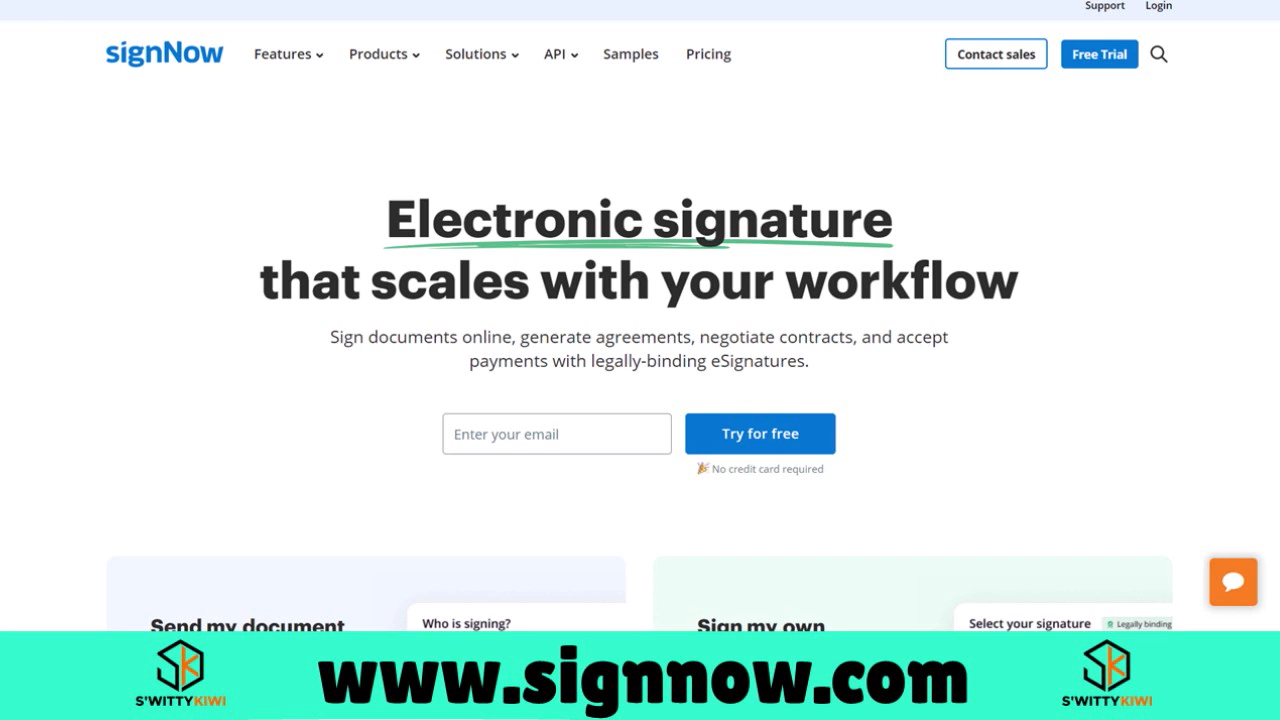 Support Login
signNow Features Products Solutions API Samples Pricing Contact sales Free Trial
Electronic signature
that scales with your workflow
Sign documents online, generate agreements, negotiate contracts, and accept
payments with legally-binding eSignatures.
Enter your email Try for free
No credit card required
Send my document
Who is signing?
Sign my own
Select your signature Legally binding
S'WITTYKIWI
www.signnow.com
S'WITTYKIWI